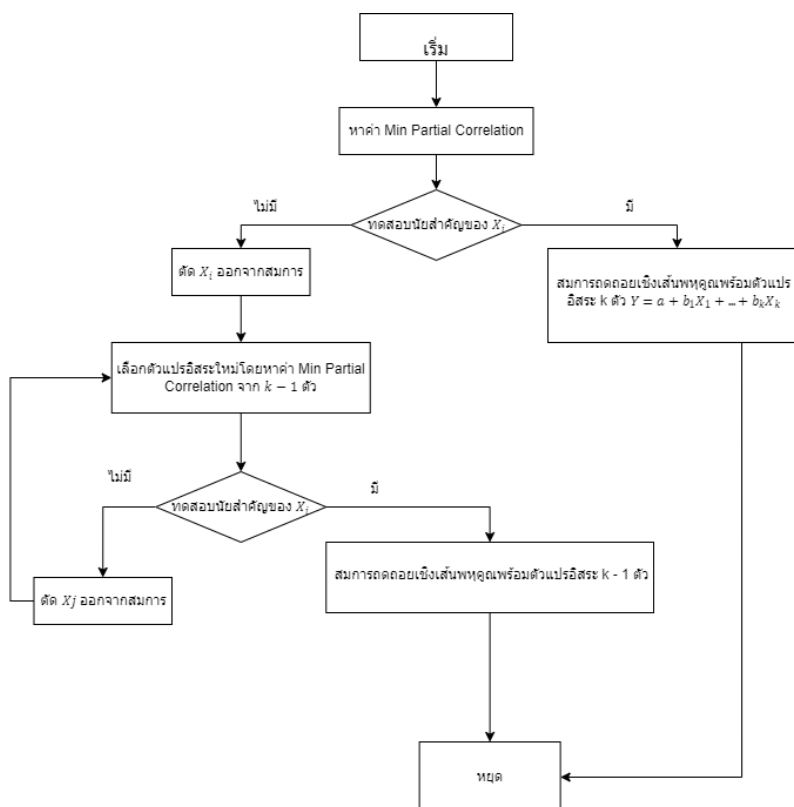 เริ่ม
หาค่า Min Partial Correlation
ไม่มี
มี
ทดสอบนัยสำคัญของ X_i
ตัด X_i ออกจากสมการ
สมการถดถอยเชิงเส้นพหุคูณพร้อมตัวแปร
อิสระ k ตัว Y = a + b_1X_1 + ... + b_kX_k
เลือกตัวแปรอิสระใหม่โดยหาค่า Min Partial
Correlation จาก k − 1 ตัว
ไม่มี
มี
ทดสอบนัยสำคัญของ X_i
ตัด Xj ออกจากสมการ
สมการถดถอยเชิงเส้นพหุคูณพร้อมตัวแปรอิสระ k - 1 ตัว
หยุด